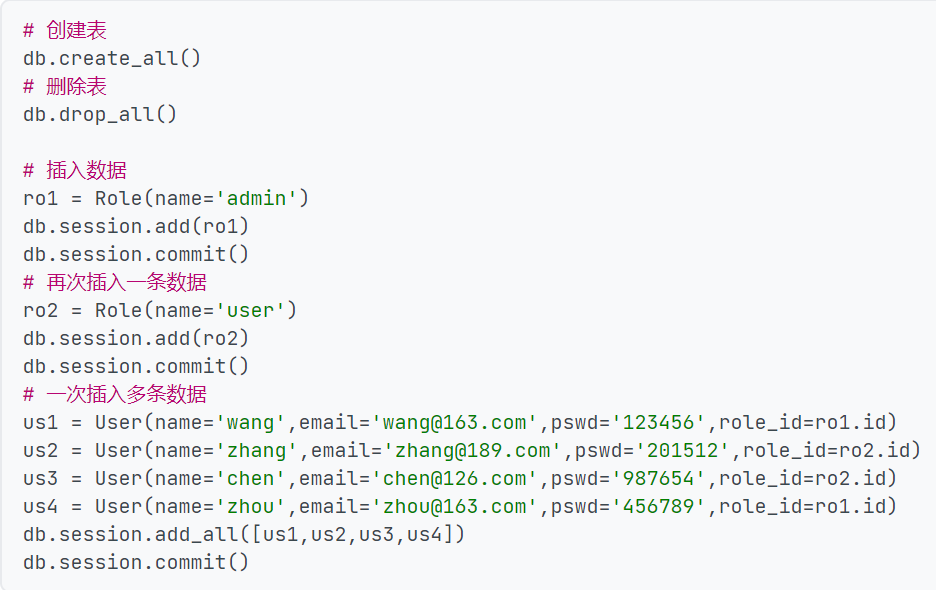 # 创建表
db.create_all()
# 删除表
db.drop_all()
# 插入数据
ro1 = Role(name='admin')
db.session.add(ro1)
db.session.commit()
# 再次插入一条数据
ro2 = Role(name='user')
db.session.add(ro2)
db.session.commit()
# 一次插入多条数据
us1 = User(name='wang',email='wang@163.com',pswd='123456',role_id=ro1.id)
us2 = User(name='zhang',email='zhang@189.com',pswd='201512',role_id=ro2.id)
us3 = User(name='chen',email='chen@126.com',pswd='987654',role_id=ro2.id)
us4 = User(name='zhou',email='zhou@163.com',pswd='456789',role_id=ro1.id)
db.session.add_all([us1,us2,us3,us4])
db.session.commit()